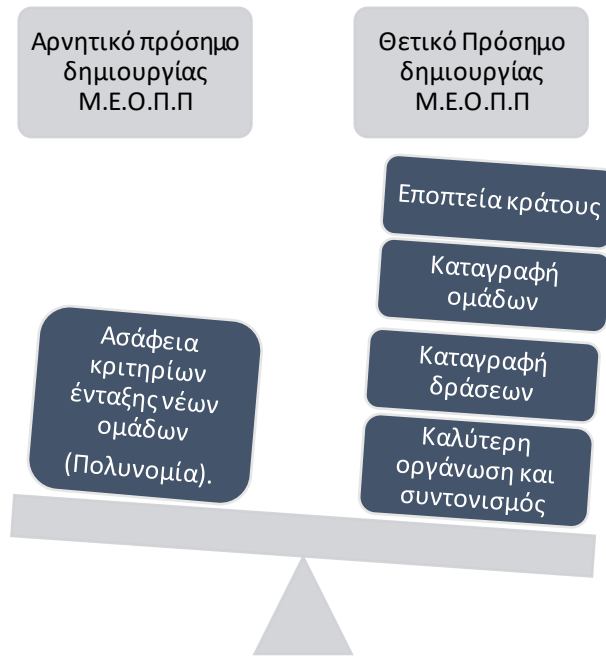 Αρνητικό πρόσημο
δημιουργίας
Μ.Ε.Ο.Π.Π
Θετικό Πρόσημο
δημιουργίας
Μ.Ε.Ο.Π.Π
Εποπτεία κράτους
Καταγραφή
ομάδων
Καταγραφή
δράσεων
Καλύτερη
οργάνωση και
συντονισμός
Ασάφεια
κριτηρίων
ένταξης νέων
ομάδων
(Πολυνομία).